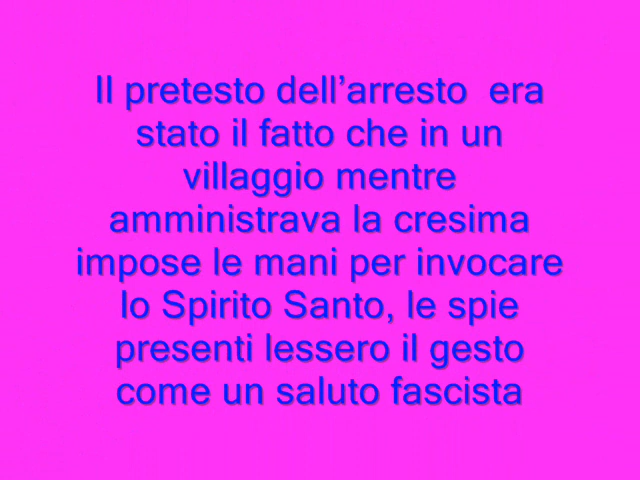 Il pretesto dell’arresto  era
stato il fatto che in un
villaggio mentre
amministrava la cresima
impose le mani per invocare
lo Spirito Santo, le spie
presenti lessero il gesto
come un saluto fascista